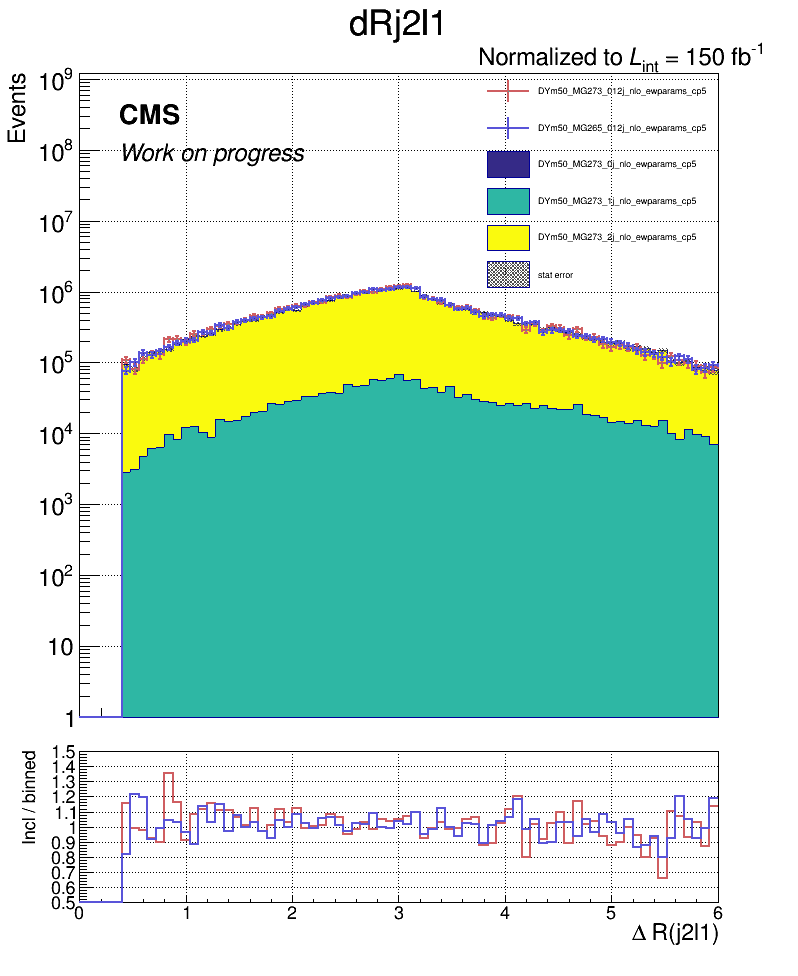 dRj2l1
Normalized to L_int = 150 fb^-1
Events
10^9
10^8
10^7
10^6
10^5
10^4
10^3
10^2
10
1
CMS
Work on progress
DYm50_MG273_012j_nlo_ewparams_cp5
DYm50_MG265_012j_nlo_ewparams_cp5
DYm50_MG273_0j_nlo_ewparams_cp5
DYm50_MG273_1j_nlo_ewparams_cp5
DYm50_MG273_2j_nlo_ewparams_cp5
stat error
Incl / binned
1.5
1.4
1.3
1.2
1.1
1
0.9
0.8
0.7
0.6
0.5
0 1 2 3 4 5 6
Δ R(j2l1)